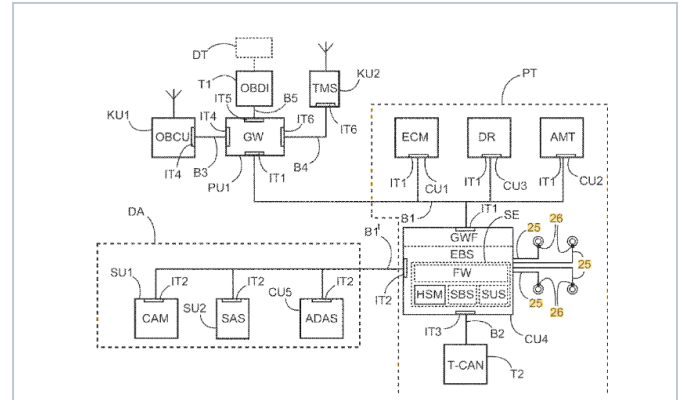 DT
T1
OBDI
TMS
KU2
PT
KU1
IT5
B5
OBCU
IT4
GW
IT6
IT6
ECM
DR
AMT
IT4
B3
PU1
IT1
B4
IT1
CU1
IT1
CU3
IT1
CU2
B1
IT1
SE
DA
B1'
GWF
25
26
EBS
SU1
IT2
IT2
IT2
IT2
FW
25
SU2
CU5
HSM
SBS
SUS
25
26
CAM
SAS
ADAS
IT3
B2
CU4
T-CAN
T2